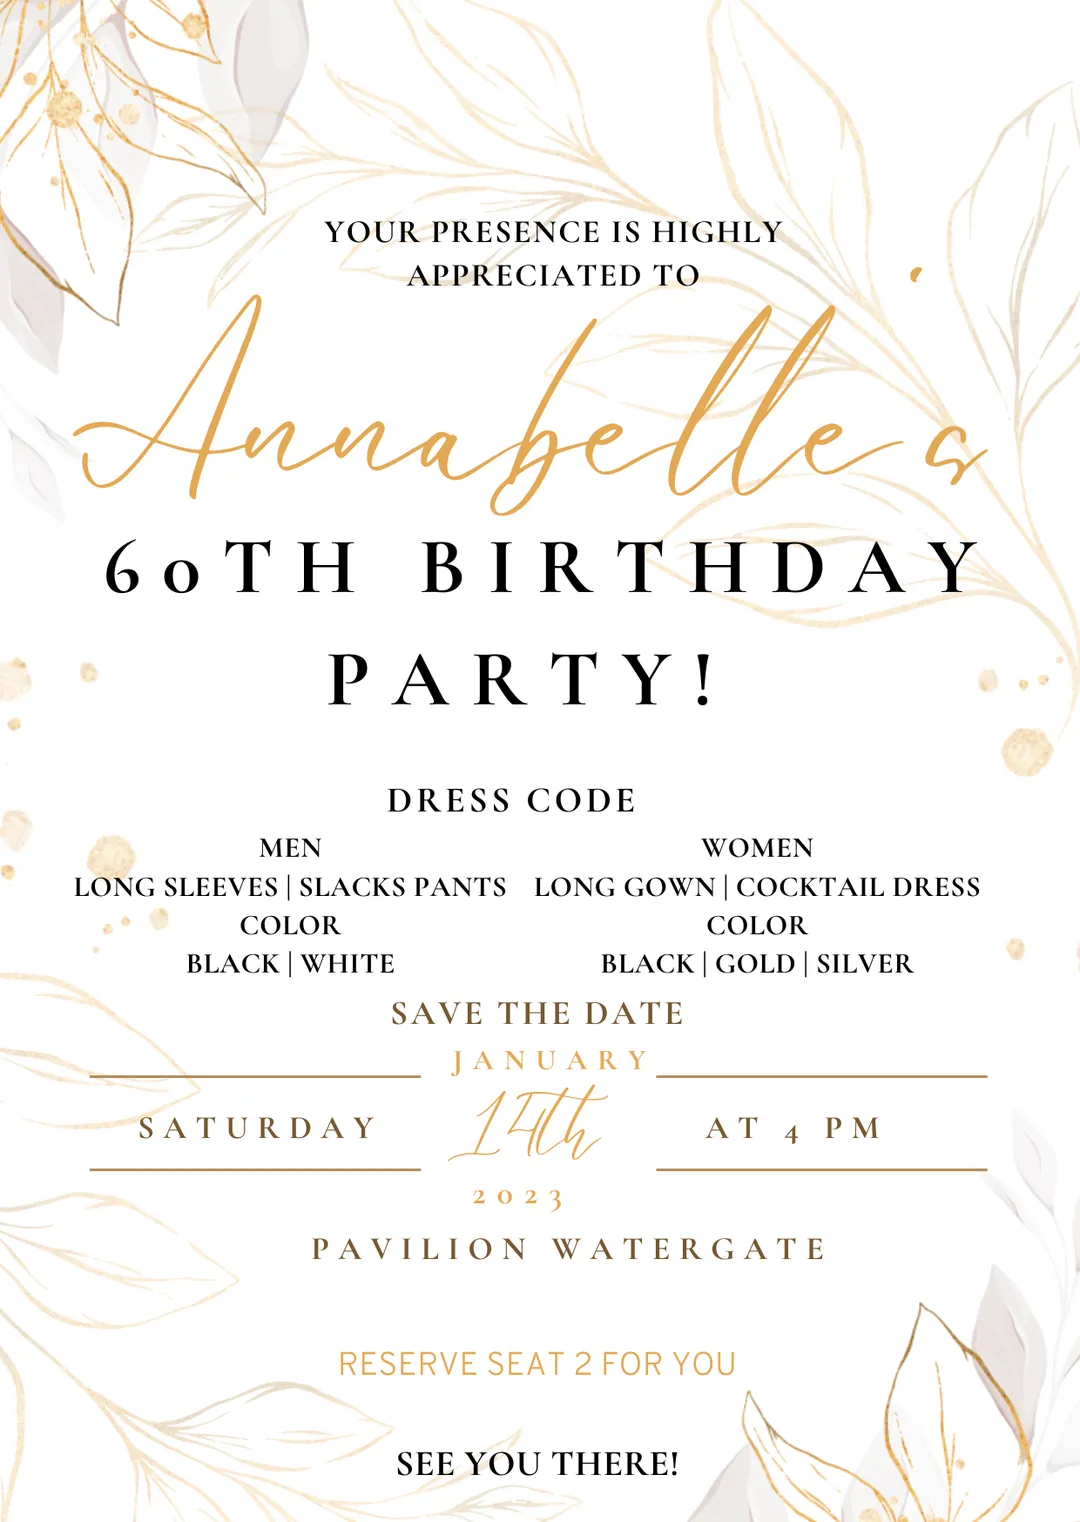 YOUR PRESENCE IS HIGHLY
APPRECIATED TO
Annabelle's
60TH BIRTHDAY
PARTY!
DRESS CODE
MEN
LONG SLEEVES | SLACKS PANTS
COLOR
BLACK | WHITE
WOMEN
LONG GOWN | COCKTAIL DRESS
COLOR
BLACK | GOLD | SILVER
SAVE THE DATE
JANUARY
SATURDAY 14th AT 4 PM
2023
PAVILION WATERGATE
RESERVE SEAT 2 FOR YOU
SEE YOU THERE!